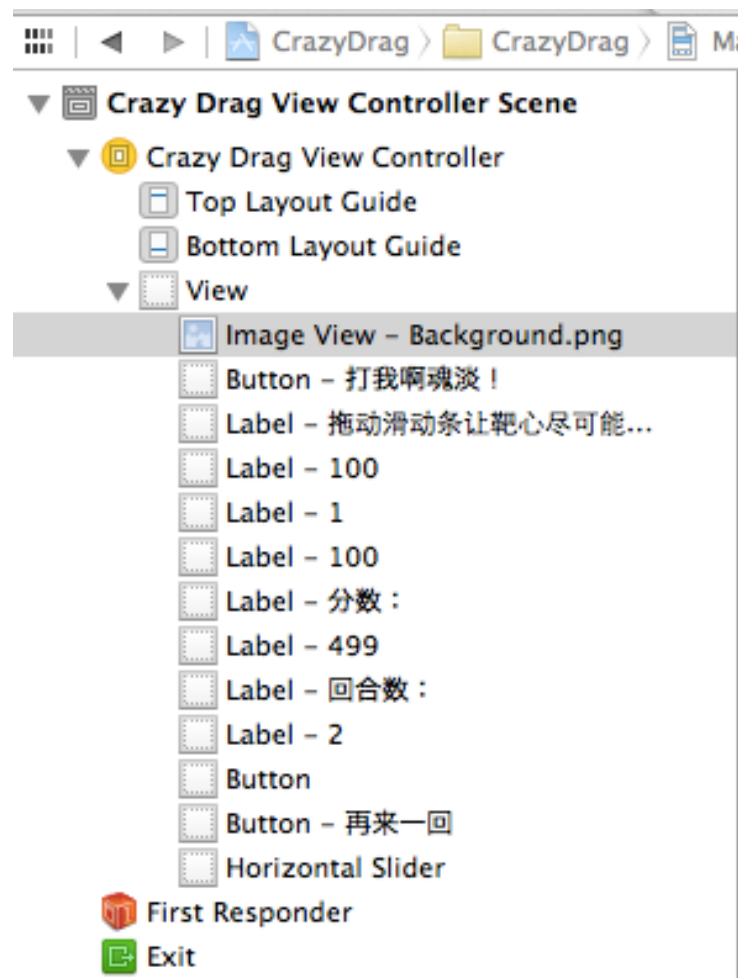 CrazyDrag CrazyDrag Ma
Crazy Drag View Controller Scene
Crazy Drag View Controller
Top Layout Guide
Bottom Layout Guide
View
Image View – Background.png
Button – 打我啊魂淡！
Label – 拖动滑动条让靶心尽可能...
Label – 100
Label – 1
Label – 100
Label – 分数：
Label – 499
Label – 回合数：
Label – 2
Button
Button – 再来一回
Horizontal Slider
First Responder
Exit